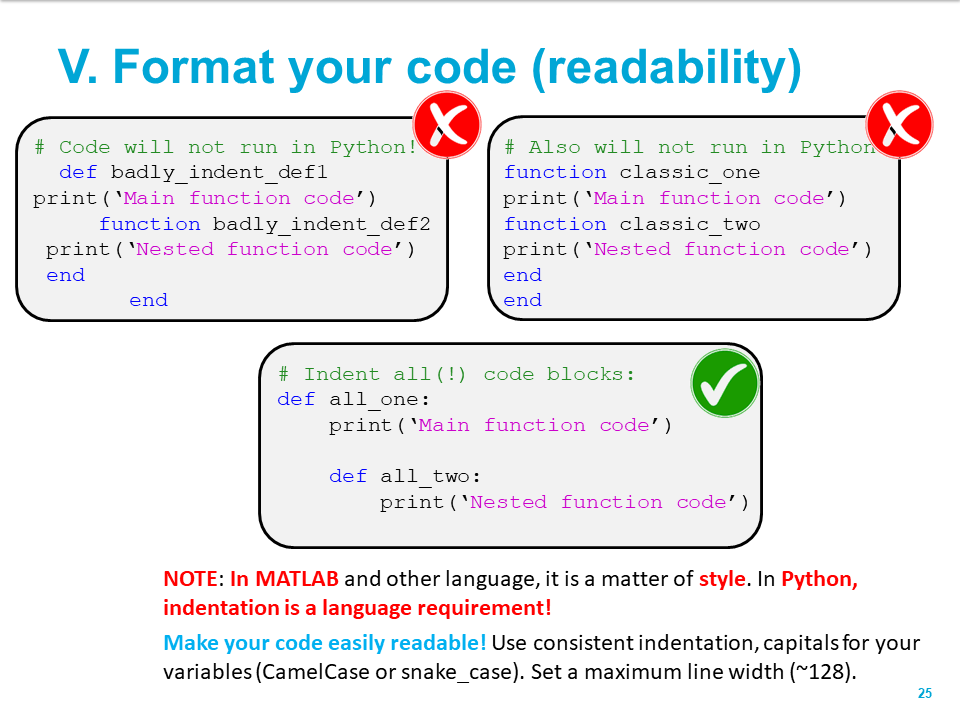 V. Format your code (readability)
# Code will not run in Python!
def badly_indent_def1
print(‘Main function code’)
function badly_indent_def2
print(‘Nested function code’)
end
end
# Also will not run in Python
function classic_one
print(‘Main function code’)
function classic_two
print(‘Nested function code’)
end
end
# Indent all(!) code blocks:
def all_one:
print(‘Main function code’)
def all_two:
print(‘Nested function code’)
NOTE: In MATLAB and other language, it is a matter of style. In Python,
indentation is a language requirement!
Make your code easily readable! Use consistent indentation, capitals for your
variables (CamelCase or snake_case). Set a maximum line width (~128).
25